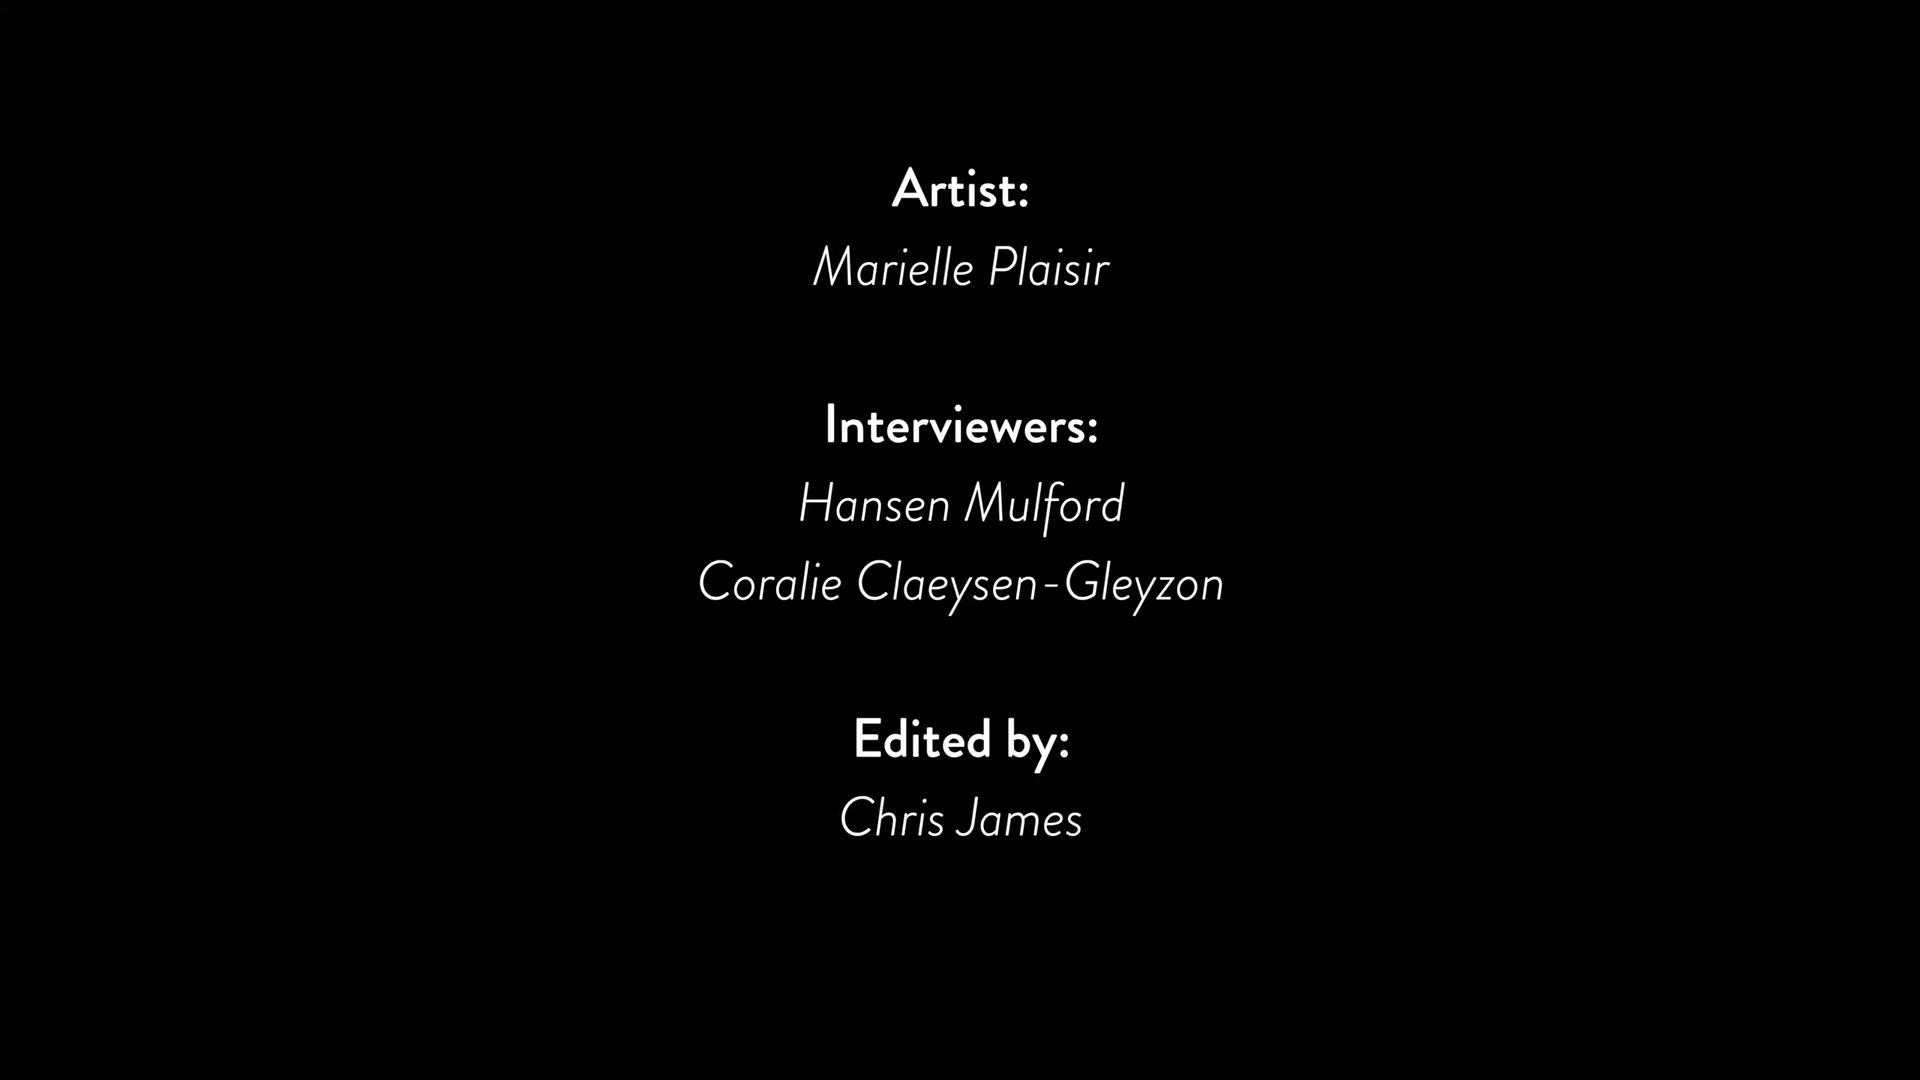 Artist:
Marielle Plaisir
Interviewers:
Hansen Mulford
Coralie Claeysen-Gleyzon
Edited by:
Chris James